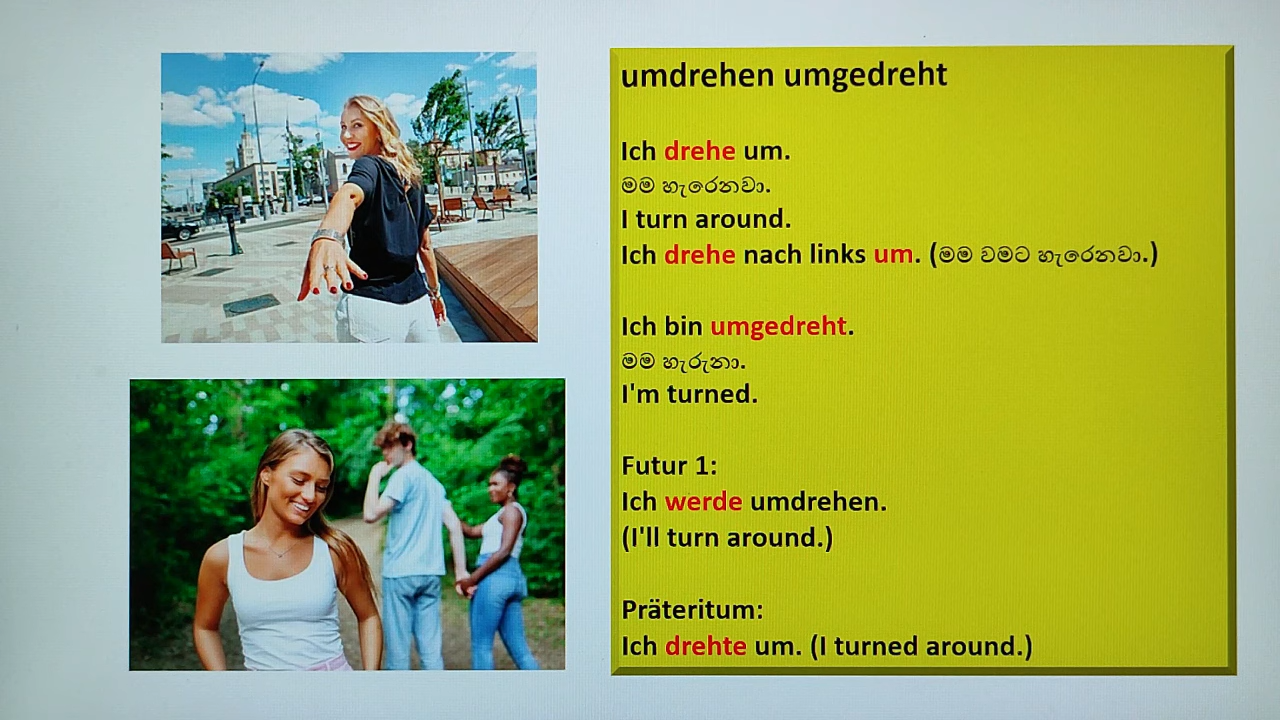 umdrehen umgedreht
Ich drehe um.
මම හැරෙනවා.
I turn around.
Ich drehe nach links um. (මම වමට හැරෙනවා.)
Ich bin umgedreht.
මම හැරුනා.
I'm turned.
Futur 1:
Ich werde umdrehen.
(I'll turn around.)
Präteritum:
Ich drehte um. (I turned around.)